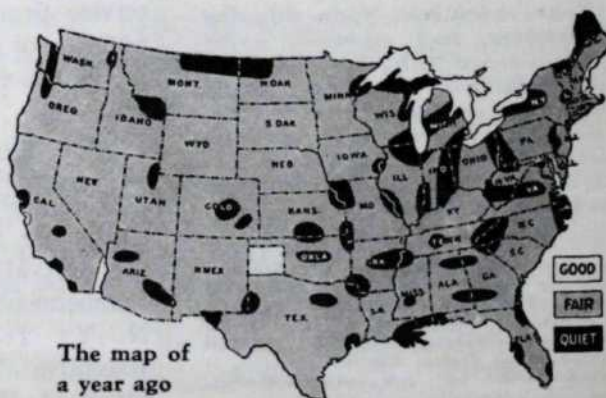 WASH.
OREG
IDAHO
MONT.
N DAK
S DAK
WYO
NEB
MINN
WIS
IOWA
NEV
UTAH
COLO
KANS.
MO
ILL
IND
OHIO
PA
CAL
ARIZ
N MEX
OKLA
ARK
TEX
LA
MISS
ALA
GA
TENN
KY
N.C
S.C
FLA
GOOD
FAIR
QUIET
The map of
a year ago